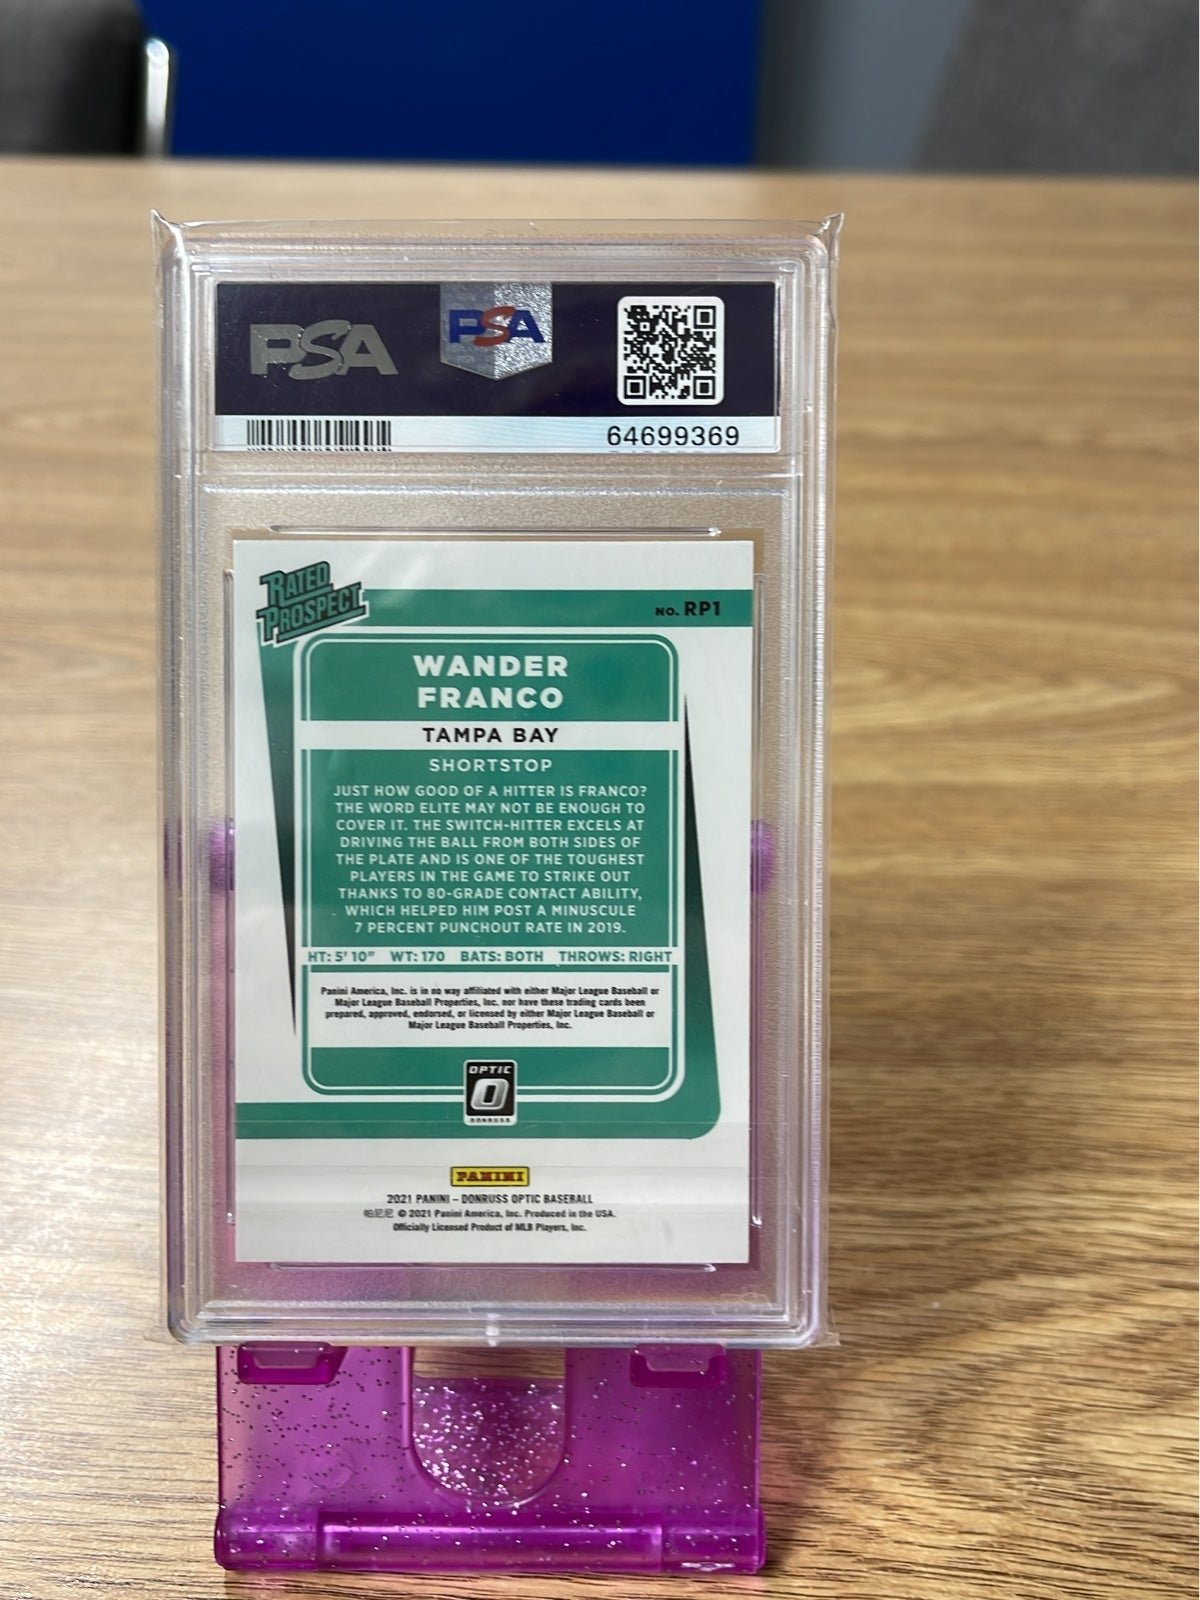 PSA
PSA
64699369
RATED
PROSPECT
NO. RP1
WANDER
FRANCO
TAMPA BAY
SHORTSTOP
JUST HOW GOOD OF A HITTER IS FRANCO?
THE WORD ELITE MAY NOT BE ENOUGH TO
COVER IT. THE SWITCH-HITTER EXCELS AT
DRIVING THE BALL FROM BOTH SIDES OF
THE PLATE AND IS ONE OF THE TOUGHEST
PLAYERS IN THE GAME TO STRIKE OUT
THANKS TO 80-GRADE CONTACT ABILITY,
WHICH HELPED HIM POST A MINUSCULE
7 PERCENT PUNCHOUT RATE IN 2019.
HT: 5' 10" WT: 170 BATS: BOTH THROWS: RIGHT
Panini America, Inc. is in no way affiliated with either Major League Baseball or
Major League Baseball Properties, Inc. nor have these trading cards been
prepared, approved, endorsed, or licensed by either Major League Baseball or
Major League Baseball Properties, Inc.
OPTIC
O
DONRUSS
PANINI
2021 PANINI – DONRUSS OPTIC BASEBALL
帕尼尼 © 2021 Panini America, Inc. Produced in the USA.
Officially Licensed Product of MLB Players, Inc.